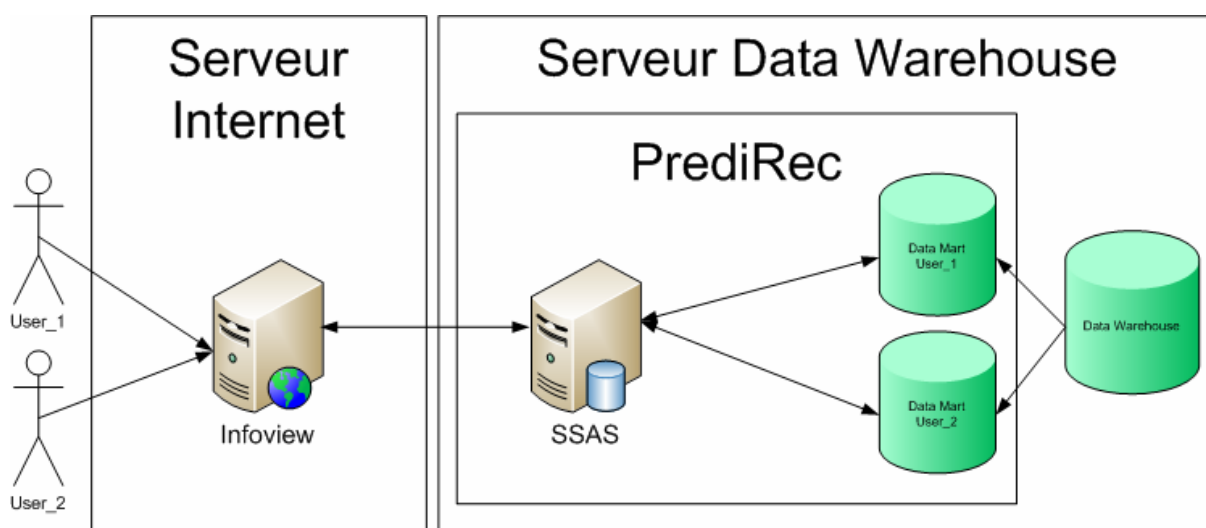 Serveur
Internet
Serveur Data Warehouse
PrediRec
User_1
User_2
Infoview
SSAS
Data Mart
User_1
Data Mart
User_2
Data Warehouse